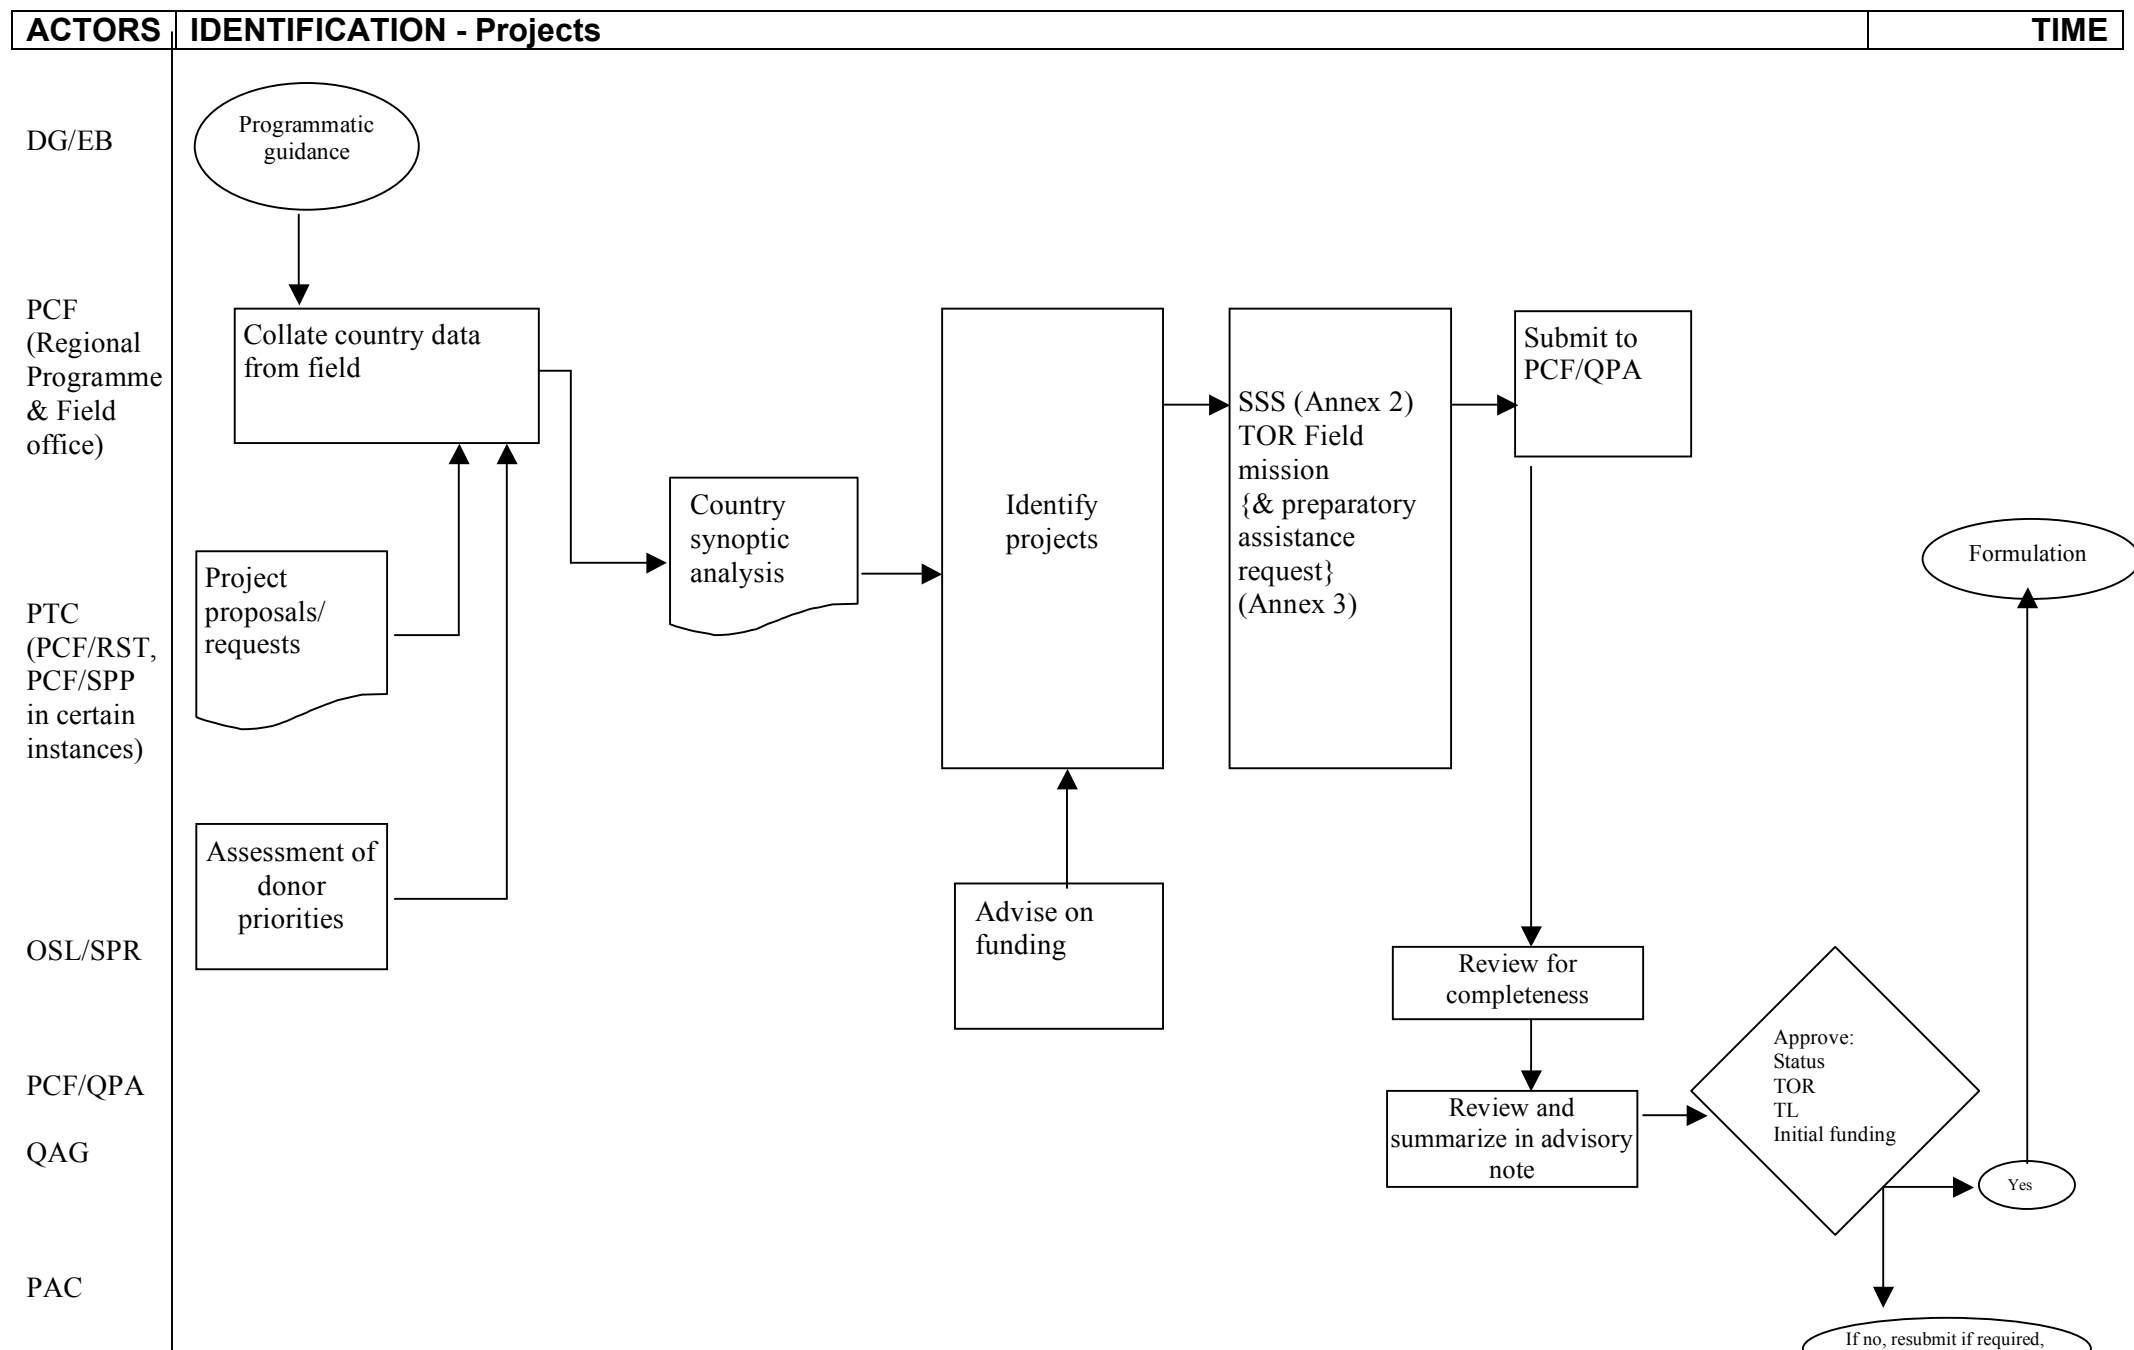 ACTORS
IDENTIFICATION - Projects
TIME
DG/EB
Programmatic
guidance
PCF
(Regional
Programme
& Field
office)
Collate country data
from field
Submit to
PCF/QPA
SSS (Annex 2)
TOR Field
mission
{& preparatory
assistance
request}
(Annex 3)
Country
synoptic
analysis
Identify
projects
Formulation
Project
proposals/
requests
PTC
(PCF/RST,
PCF/SPP
in certain
instances)
Assessment of
donor
priorities
Advise on
funding
OSL/SPR
Review for
completeness
Approve:
Status
TOR
TL
Initial funding
PCF/QPA
Review and
summarize in advisory
note
QAG
Yes
PAC
If no, resubmit if required,